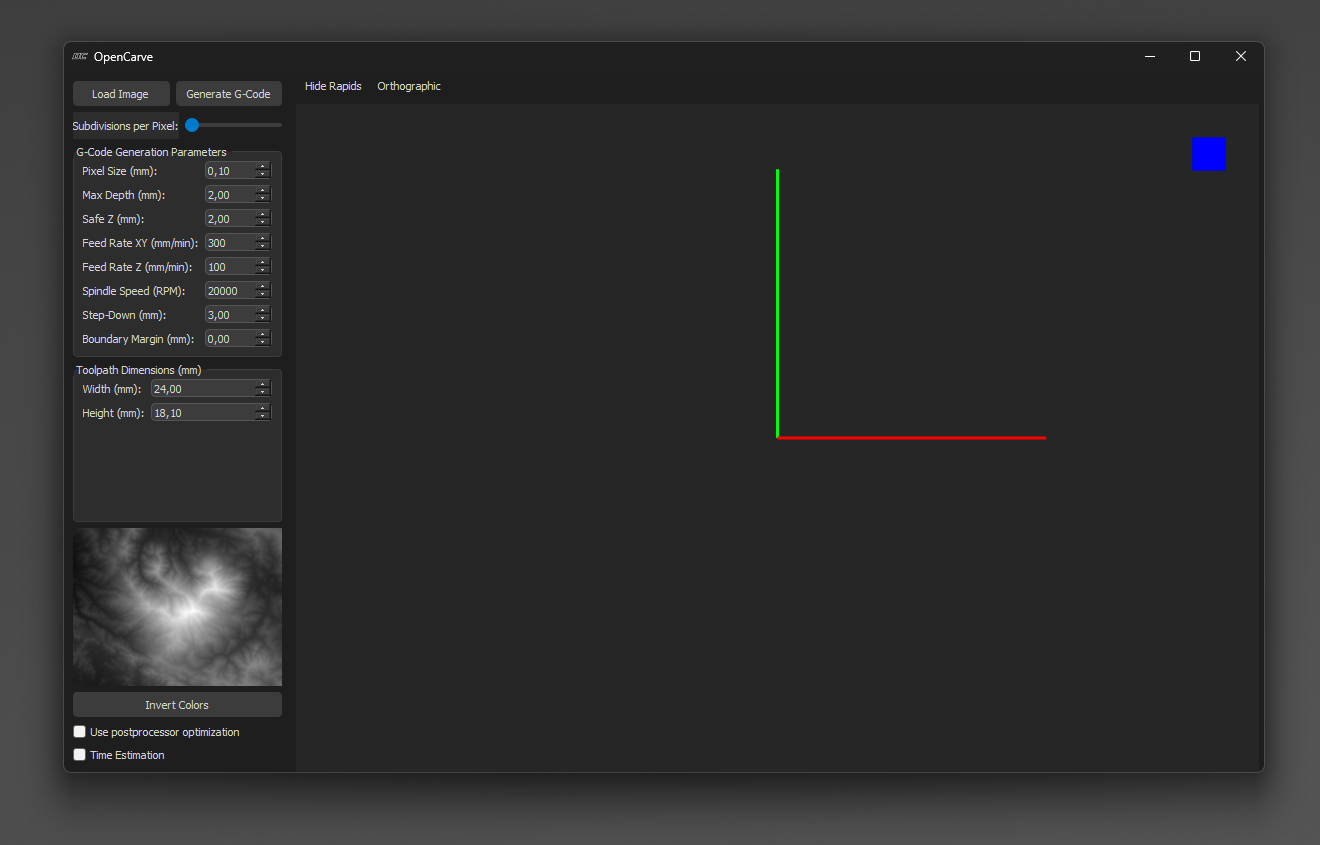 OC OpenCarve
Load Image Generate G-Code Hide Rapids Orthographic
Subdivisions per Pixel:
G-Code Generation Parameters
Pixel Size (mm): 0,10
Max Depth (mm): 2,00
Safe Z (mm): 2,00
Feed Rate XY (mm/min): 300
Feed Rate Z (mm/min): 100
Spindle Speed (RPM): 20000
Step-Down (mm): 3,00
Boundary Margin (mm): 0,00
Toolpath Dimensions (mm)
Width (mm): 24,00
Height (mm): 18,10
Invert Colors
Use postprocessor optimization
Time Estimation